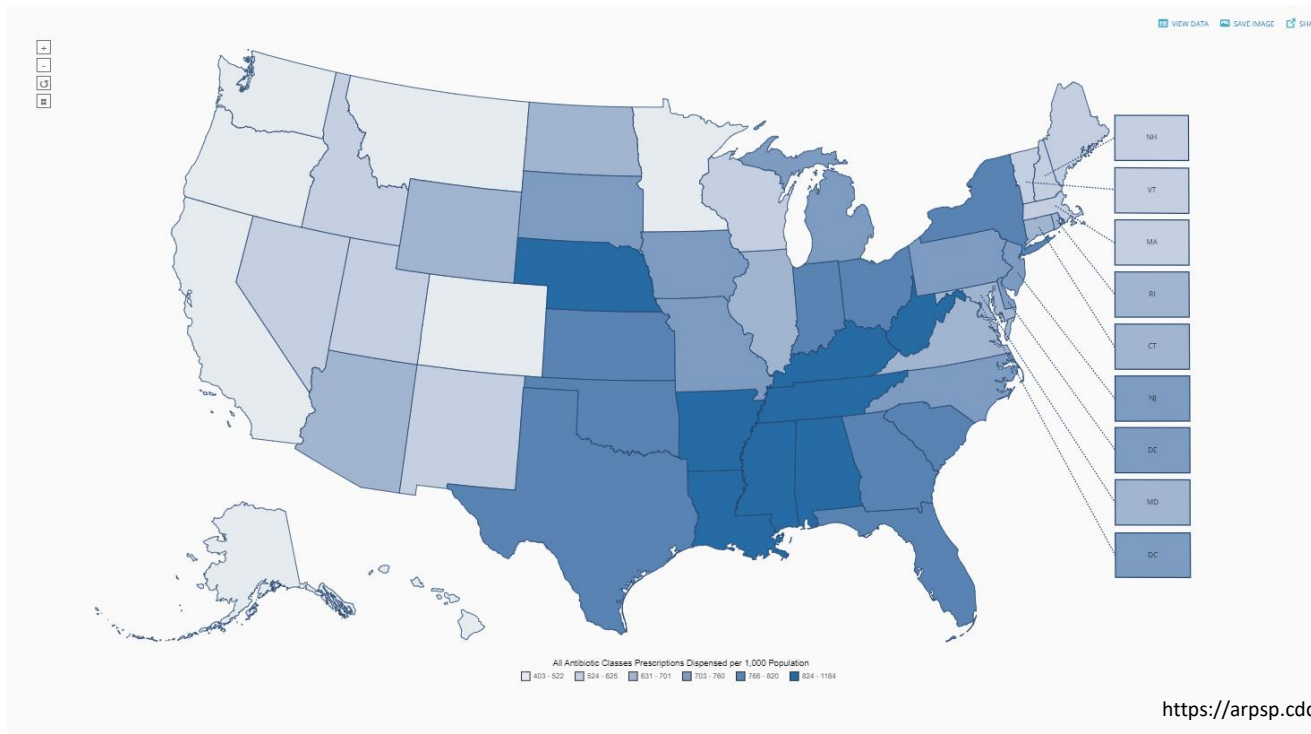 VIEW DATA SAVE IMAGE SHA
NH
VT
MA
RI
CT
NJ
DE
MD
DC
All Antibiotic Classes Prescriptions Dispensed per 1,000 Population
403 - 522 524 - 625 631 - 701 703 - 760 766 - 820 824 - 1184
https://arpsp.cdc